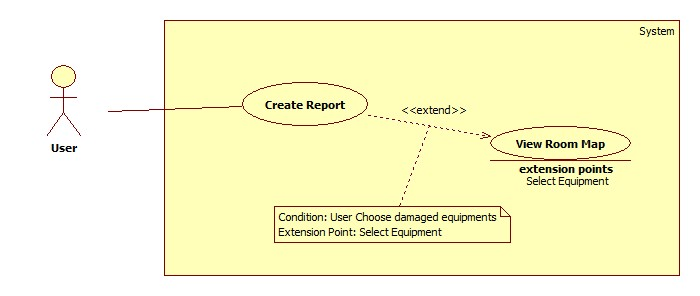 System
Create Report
<<extend>>
View Room Map
extension points
Select Equipment
User
Condition: User Choose damaged equipments
Extension Point: Select Equipment